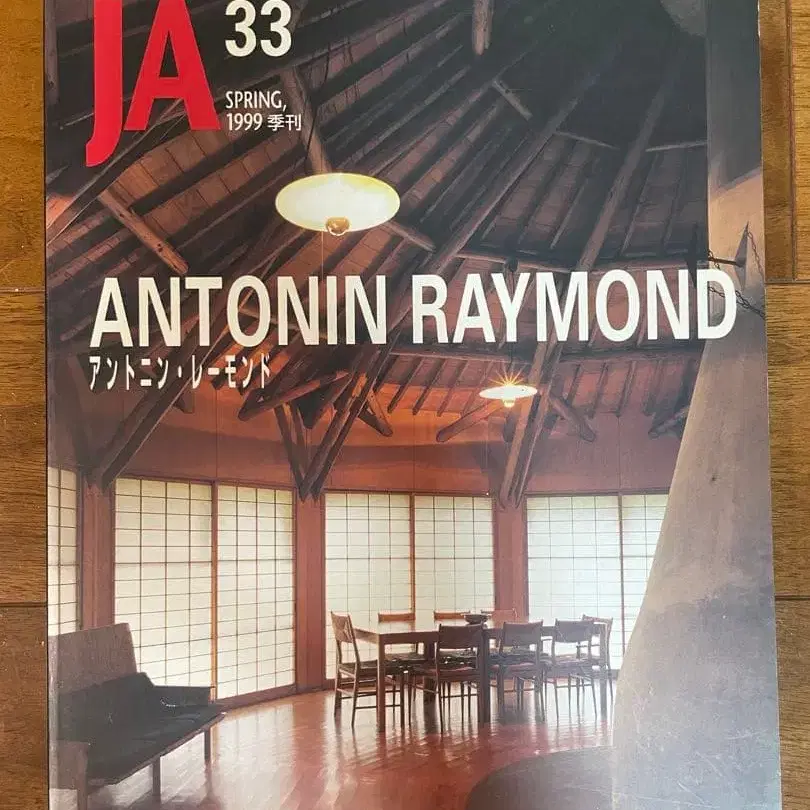 JA
33
SPRING,
1999 季刊
ANTONIN RAYMOND
アントニン・レーモンド